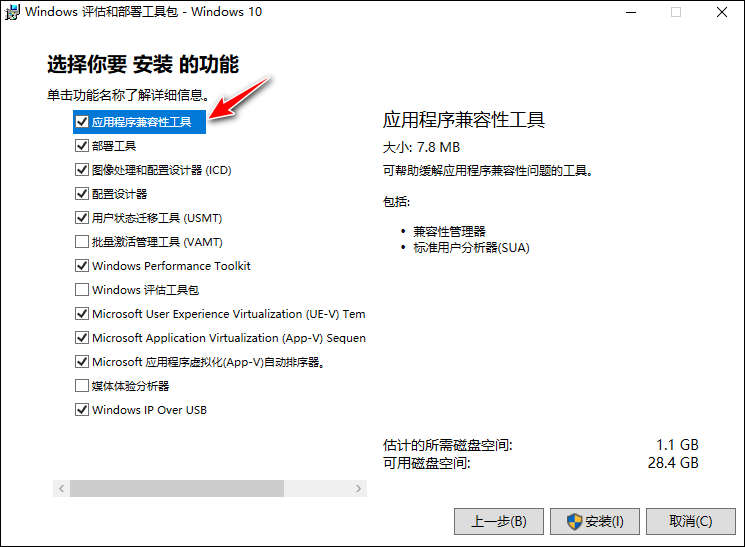 Windows 评估和部署工具包 - Windows 10
选择你要 安装 的功能
单击功能名称了解详细信息。
应用程序兼容性工具
部署工具
图像处理和配置设计器 (ICD)
配置设计器
用户状态迁移工具 (USMT)
批量激活管理工具 (VAMT)
Windows Performance Toolkit
Windows 评估工具包
Microsoft User Experience Virtualization (UE-V) Tem
Microsoft Application Virtualization (App-V) Sequen
Microsoft 应用程序虚拟化(App-V)自动排序器。
媒体体验分析器
Windows IP Over USB
应用程序兼容性工具
大小: 7.8 MB
可帮助缓解应用程序兼容性问题的工具。
包括:
• 兼容性管理器
• 标准用户分析器(SUA)
估计的所需磁盘空间: 1.1 GB
可用磁盘空间: 28.4 GB
上一步(B) 安装(I) 取消(C)